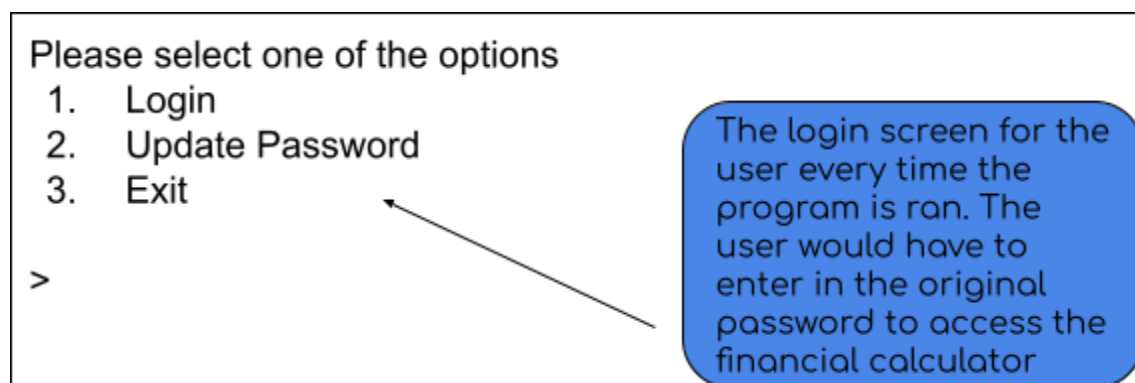 Please select one of the options
1. Login
2. Update Password
3. Exit
>
The login screen for the
user every time the
program is ran. The
user would have to
enter in the original
password to access the
financial calculator